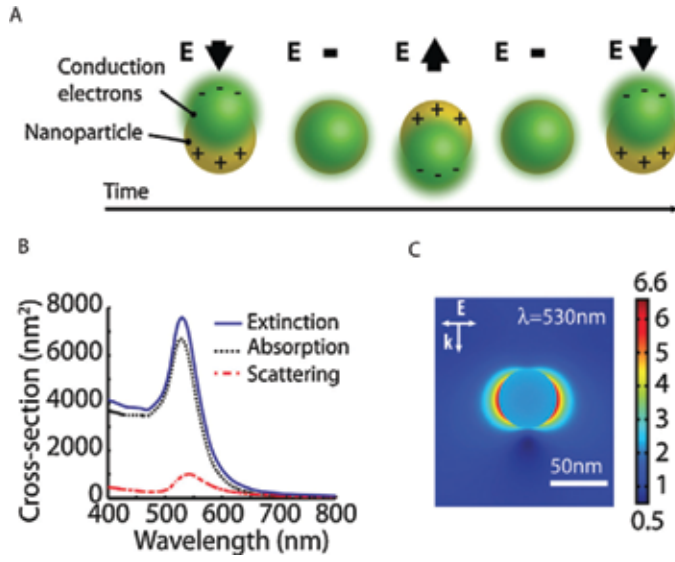 A
E E - E E - E
Conduction
electrons
- - -
- - -
Nanoparticle
+ + +
+ + +
- - -
+ + +
Time
B
C
8000
6000
4000
2000
0
Cross-section (nm²)
Extinction
Absorption
Scattering
400 500 600 700 800
Wavelength (nm)
E
k
λ=530nm
50nm
6.6
6
5
4
3
2
1
0.5